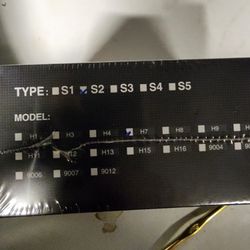 TYPE: S1 S2 S3 S4 S5
MODEL:
H1 H3 H4 H7 H8 H9
H11 H12 H13 H15 H16 9004
9006 9007 9012